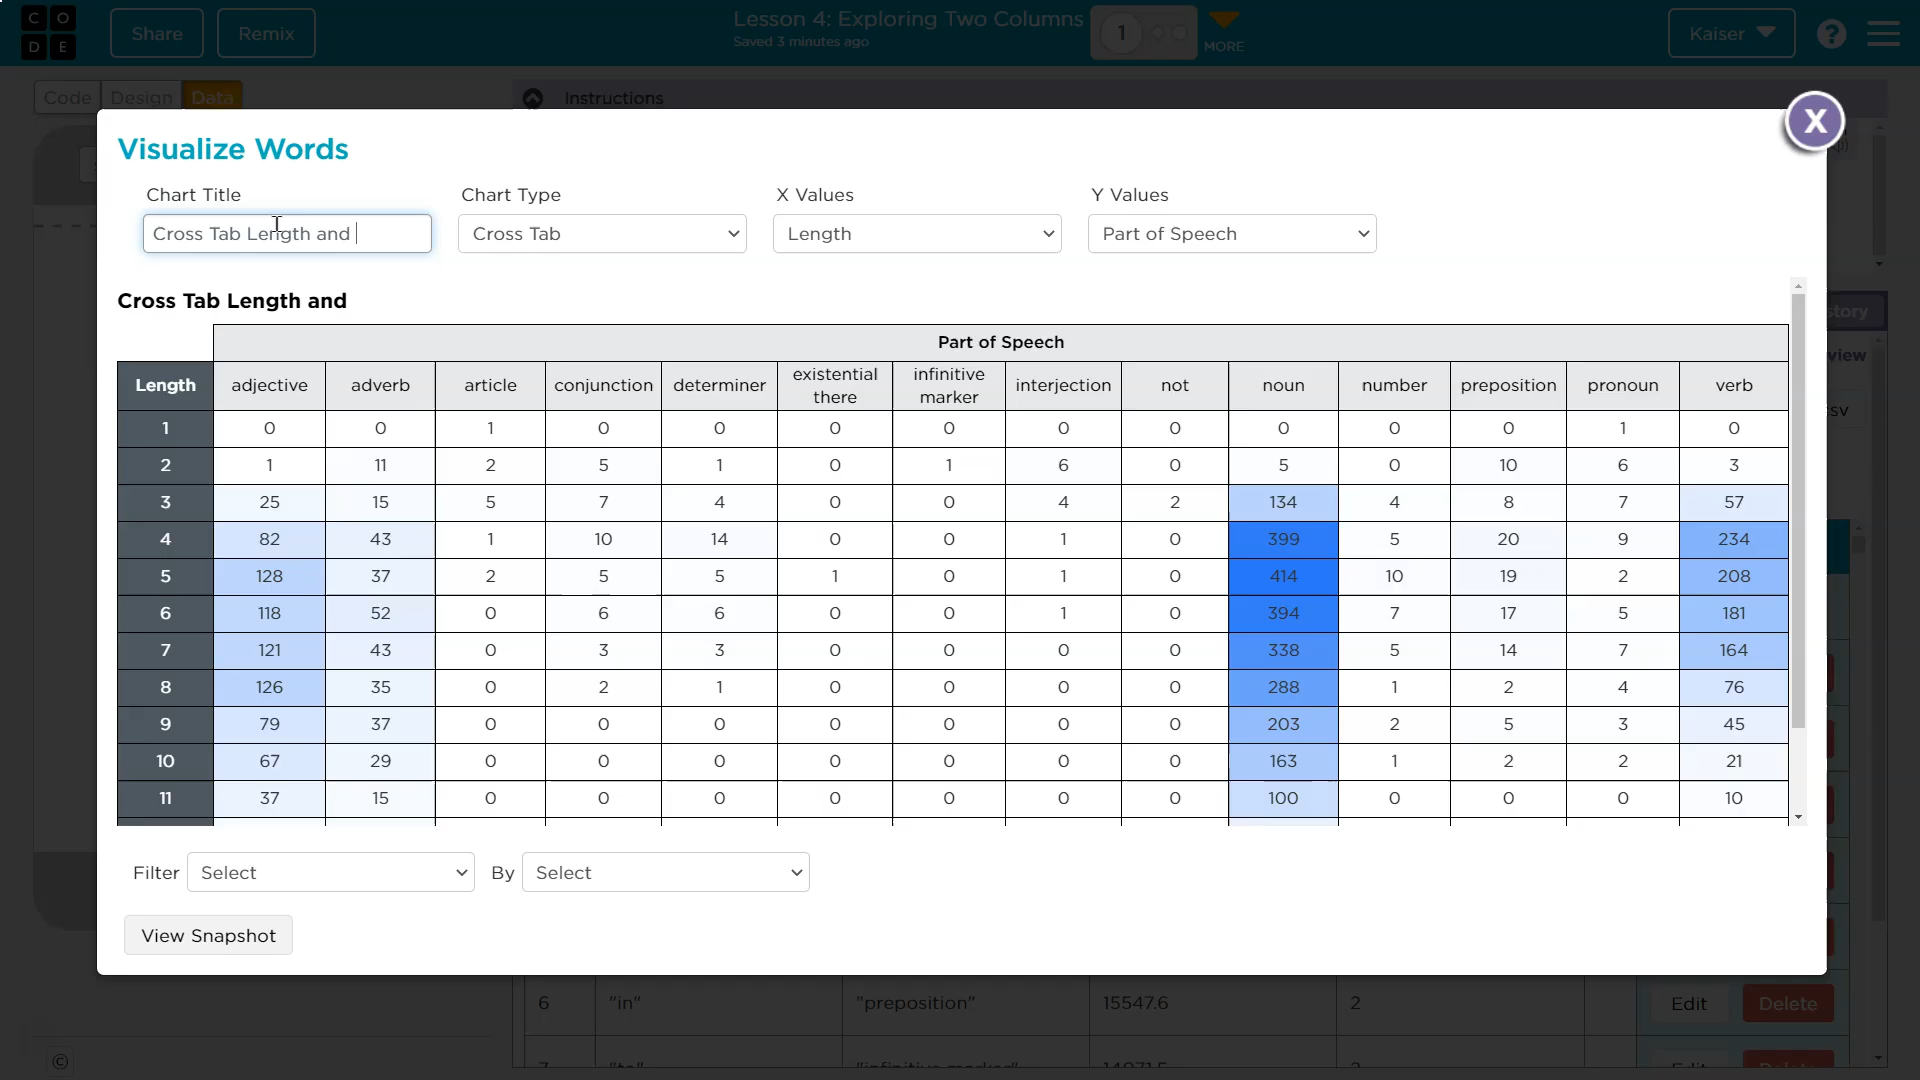 C O
D E
Share
Remix
Lesson 4: Exploring Two Columns
Saved 3 minutes ago
1
MORE
Kaiser
?
Code
Design
Data
Instructions
X
Visualize Words
Chart Title
Chart Type
X Values
Y Values
Cross Tab Length and
Cross Tab
Length
Part of Speech
Cross Tab Length and
Part of Speech
Length adjective adverb article conjunction determiner existential there infinitive marker interjection not noun number preposition pronoun verb
1 0 0 1 0 0 0 0 0 0 0 0 0 1 0
2 1 11 2 5 1 0 1 6 0 5 0 10 6 3
3 25 15 5 7 4 0 0 4 2 134 4 8 7 57
4 82 43 1 10 14 0 0 1 0 399 5 20 9 234
5 128 37 2 5 5 1 0 1 0 414 10 19 2 208
6 118 52 0 6 6 0 0 1 0 394 7 17 5 181
7 121 43 0 3 3 0 0 0 0 338 5 14 7 164
8 126 35 0 2 1 0 0 0 0 288 1 2 4 76
9 79 37 0 0 0 0 0 0 0 203 2 5 3 45
10 67 29 0 0 0 0 0 0 0 163 1 2 2 21
11 37 15 0 0 0 0 0 0 0 100 0 0 0 10
Filter Select By Select
View Snapshot
6 "in" "preposition" 15547.6 2 Edit Delete
©